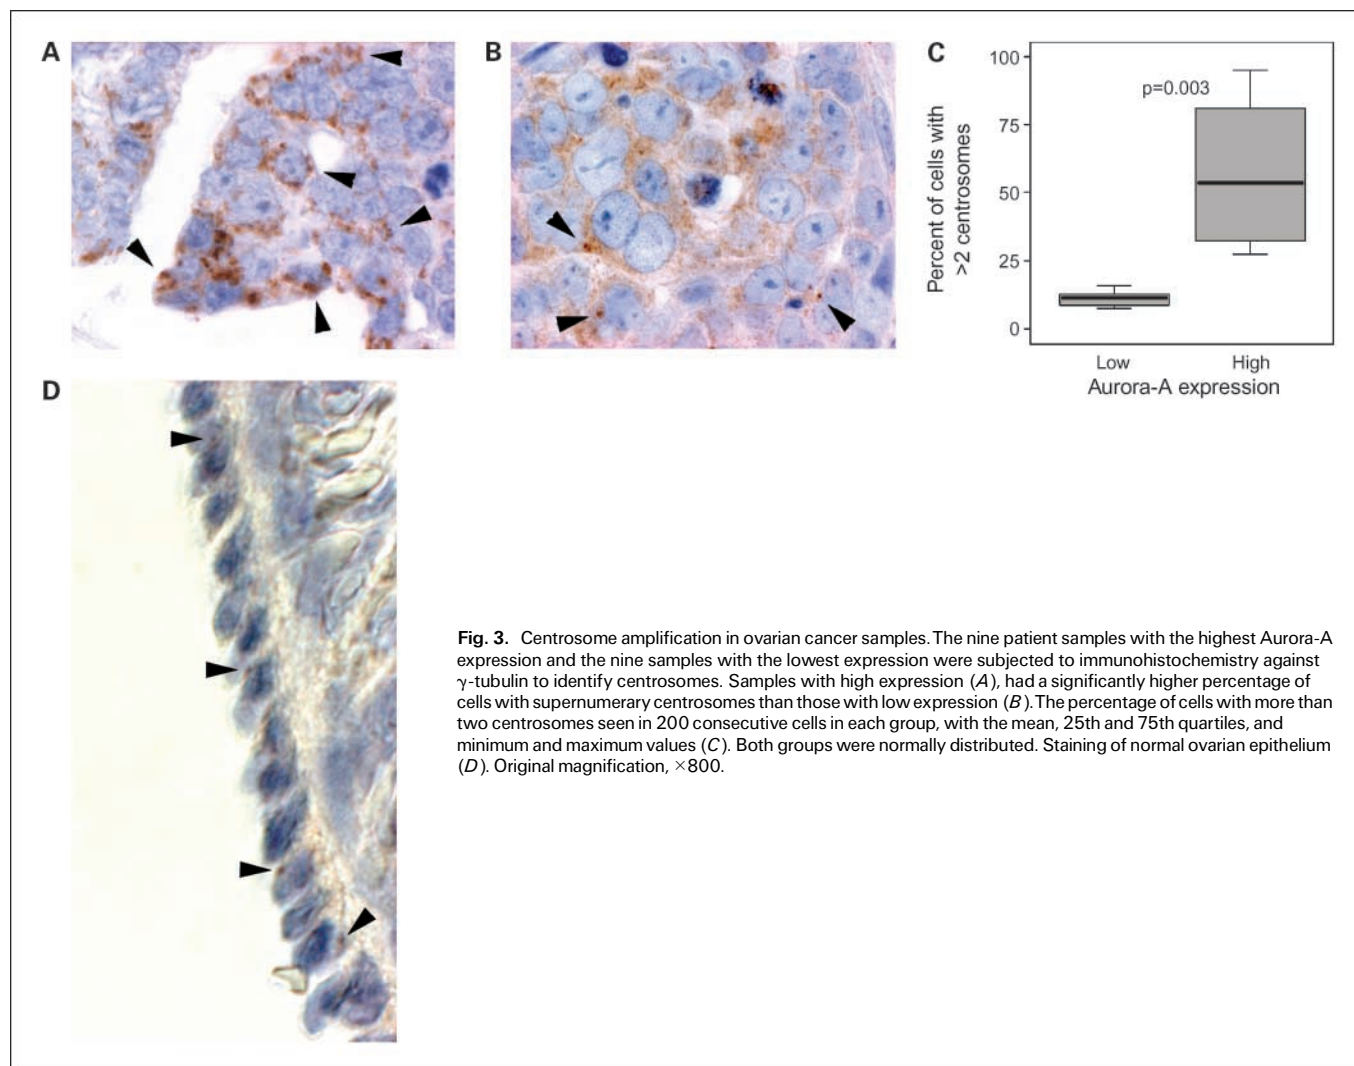 A
B
C
100
75
50
25
0
Percent of cells with
>2 centrosomes
p=0.003
Low
High
Aurora-A expression
D
Fig. 3. Centrosome amplification in ovarian cancer samples. The nine patient samples with the highest Aurora-A
expression and the nine samples with the lowest expression were subjected to immunohistochemistry against
γ-tubulin to identify centrosomes. Samples with high expression (A), had a significantly higher percentage of
cells with supernumerary centrosomes than those with low expression (B). The percentage of cells with more than
two centrosomes seen in 200 consecutive cells in each group, with the mean, 25th and 75th quartiles, and
minimum and maximum values (C). Both groups were normally distributed. Staining of normal ovarian epithelium
(D). Original magnification, ×800.